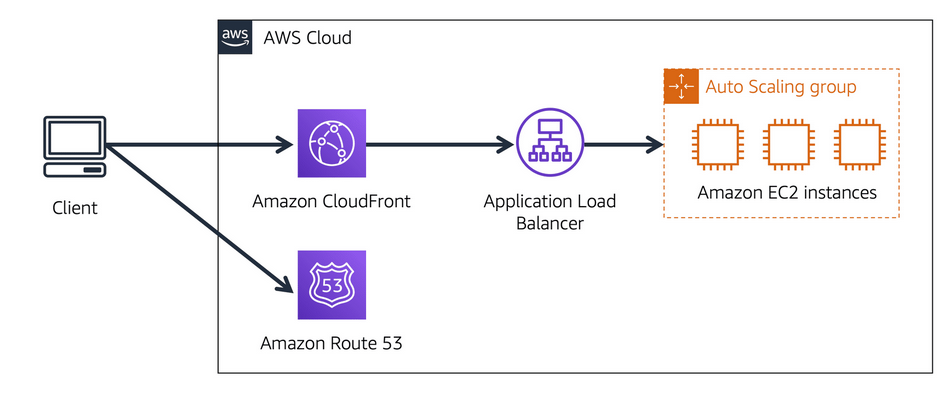 aws
AWS Cloud
Auto Scaling group
Client
Amazon CloudFront
Application Load
Balancer
Amazon EC2 instances
53
Amazon Route 53